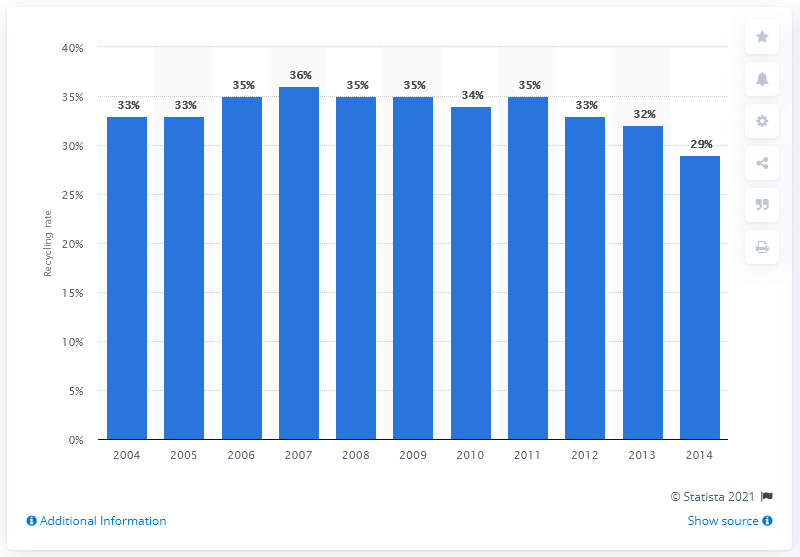 40%
35%
30%
25%
20%
15%
10%
5%
0%
Recycling rate
33% 33% 35% 36% 35% 35% 34% 35% 33% 32% 29%
2004 2005 2006 2007 2008 2009 2010 2011 2012 2013 2014
© Statista 2021
Additional Information Show source